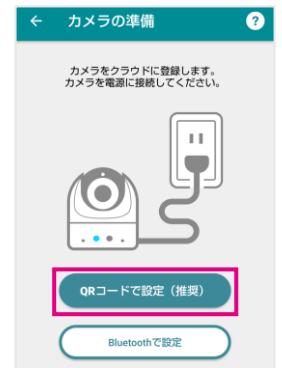 カメラの準備
?
カメラをクラウドに登録します。
カメラを電源に接続してください。
QRコードで設定（推奨）
Bluetoothで設定